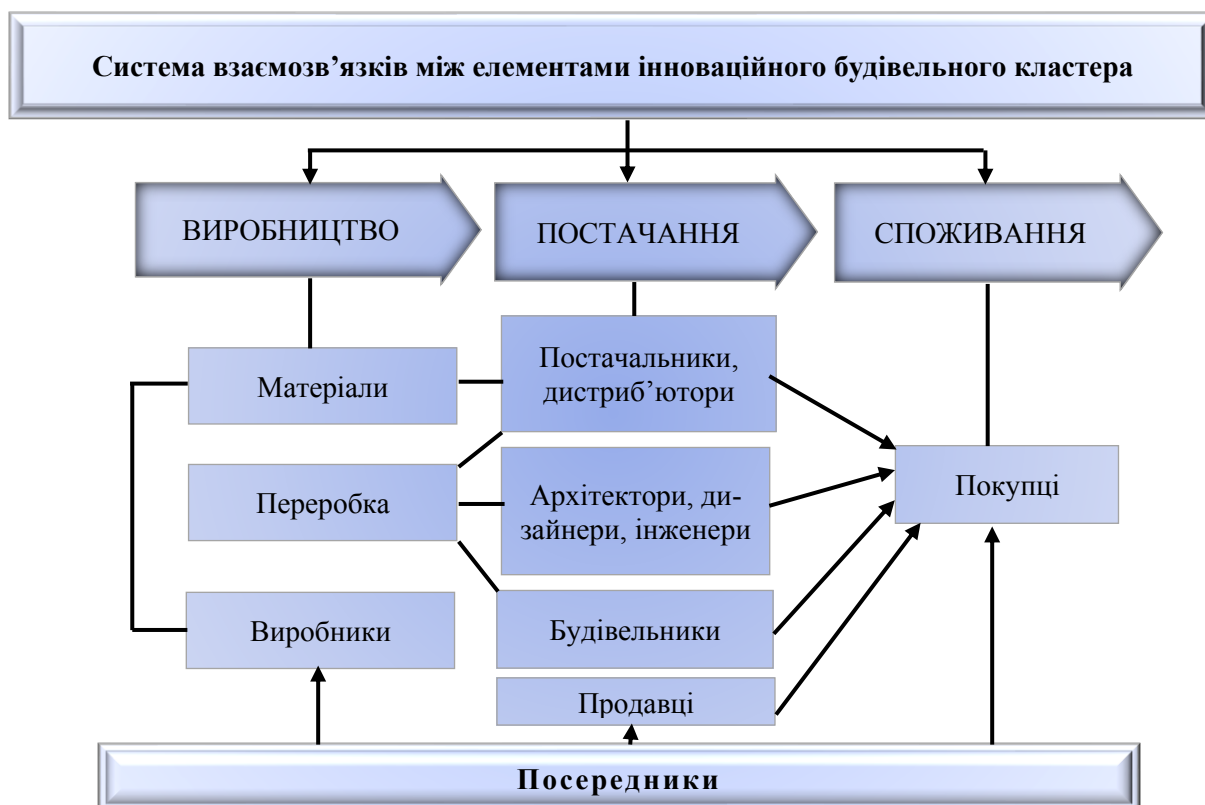 Система взаємозв’язків між елементами інноваційного будівельного кластера
ВИРОБНИЦТВО
ПОСТАЧАННЯ
СПОЖИВАННЯ
Матеріали
Постачальники,
дистриб’ютори
Переробка
Архітектори, ди-
зайнери, інженери
Покупці
Виробники
Будівельники
Продавці
Посередники